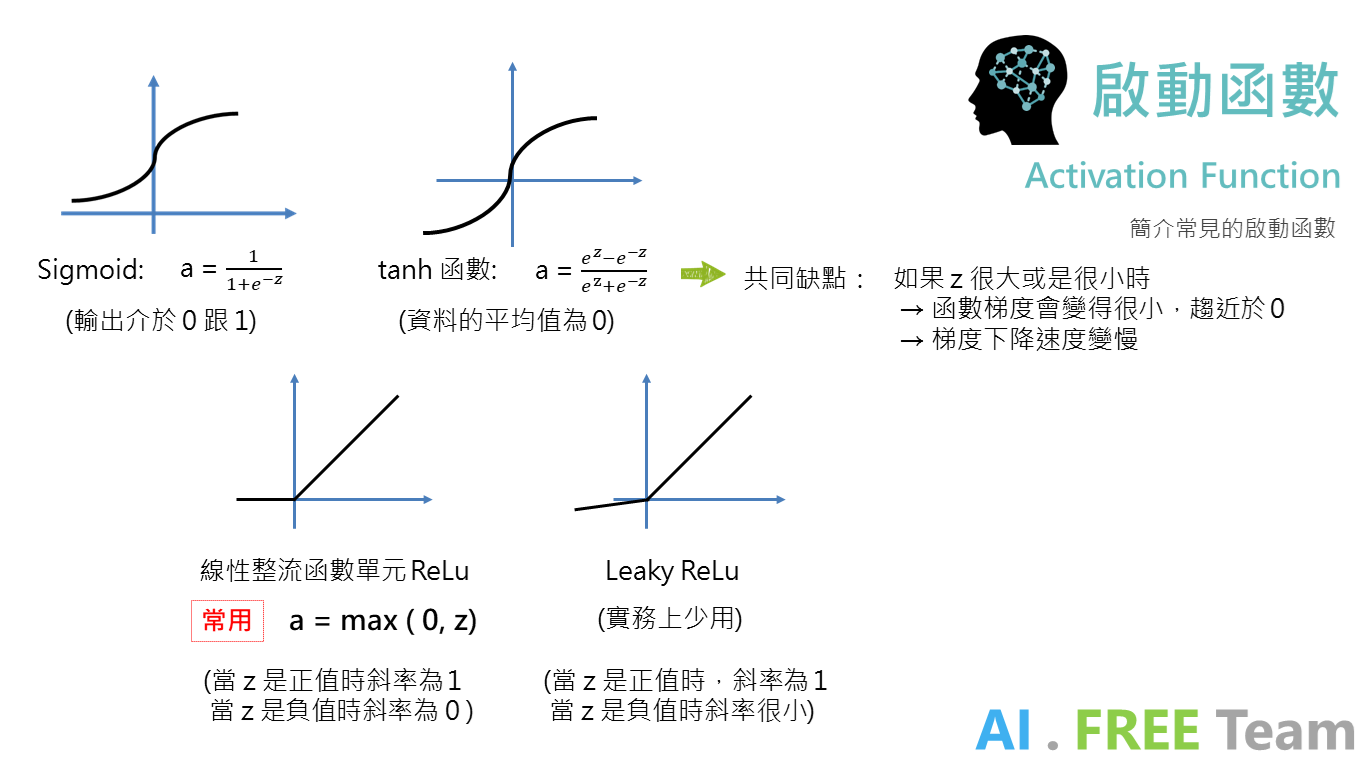 啟動函數
Activation Function
簡介常見的啟動函數
Sigmoid: a = 1/(1+e^−z)
(輸出介於 0 跟 1)
tanh 函數: a = (e^z−e^−z)/(e^z+e^−z)
(資料的平均值為 0)
共同缺點： 如果 z 很大或是很小時
→ 函數梯度會變得很小，趨近於 0
→ 梯度下降速度變慢
線性整流函數單元 ReLu
常用 a = max ( 0, z)
(當 z 是正值時斜率為 1
當 z 是負值時斜率為 0 )
Leaky ReLu
(實務上少用)
(當 z 是正值時，斜率為 1
當 z 是負值時斜率很小)
AI . FREE Team